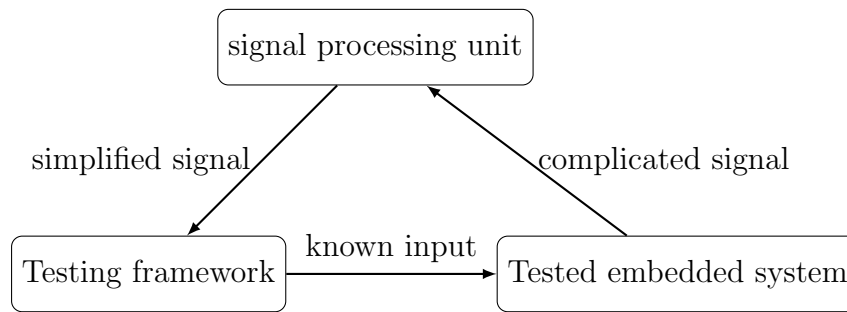 signal processing unit
simplified signal
complicated signal
known input
Testing framework
Tested embedded system